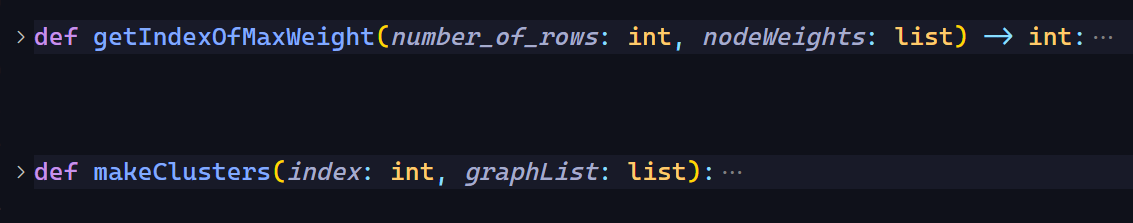 def getIndexOfMaxWeight(number_of_rows: int, nodeWeights: list) -> int:···
def makeClusters(index: int, graphList: list):···